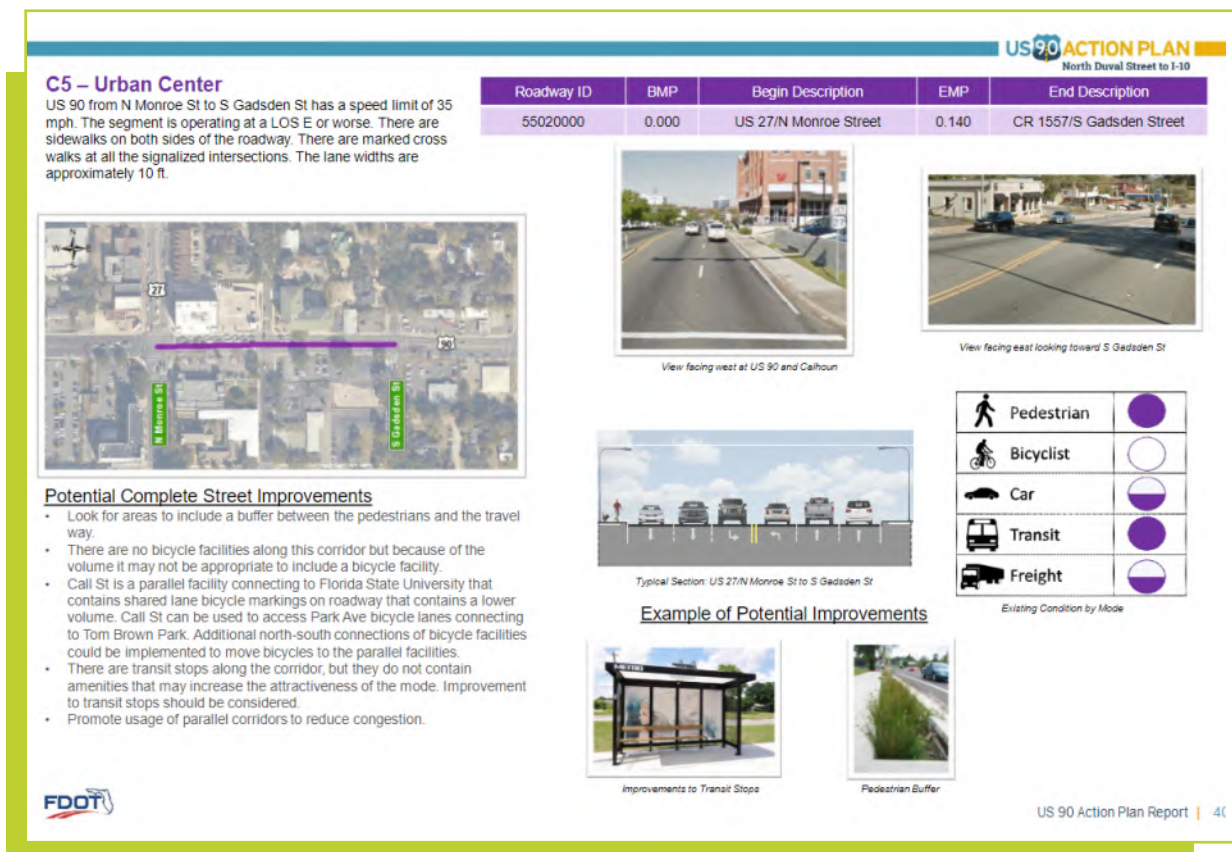 US 90 ACTION PLAN
North Duval Street to I-10
C5 – Urban Center
US 90 from N Monroe St to S Gadsden St has a speed limit of 35
mph. The segment is operating at a LOS E or worse. There are
sidewalks on both sides of the roadway. There are marked cross
walks at all the signalized intersections. The lane widths are
approximately 10 ft.
Roadway ID BMP Begin Description EMP End Description
55020000 0.000 US 27/N Monroe Street 0.140 CR 1557/S Gadsden Street
N
W E
27
90
N Monroe St
S Gadsden St
View facing west at US 90 and Calhoun
View facing east looking toward S Gadsden St
Potential Complete Street Improvements
• Look for areas to include a buffer between the pedestrians and the travel
way.
• There are no bicycle facilities along this corridor but because of the
volume it may not be appropriate to include a bicycle facility.
• Call St is a parallel facility connecting to Florida State University that
contains shared lane bicycle markings on roadway that contains a lower
volume. Call St can be used to access Park Ave bicycle lanes connecting
to Tom Brown Park. Additional north-south connections of bicycle facilities
could be implemented to move bicycles to the parallel facilities.
• There are transit stops along the corridor, but they do not contain
amenities that may increase the attractiveness of the mode. Improvement
to transit stops should be considered.
• Promote usage of parallel corridors to reduce congestion.
Typical Section: US 27/N Monroe St to S Gadsden St
Pedestrian
Bicyclist
Car
Transit
Freight
Existing Condition by Mode
Example of Potential Improvements
Improvements to Transit Stops
Pedestrian Buffer
FDOT
US 90 Action Plan Report | 40